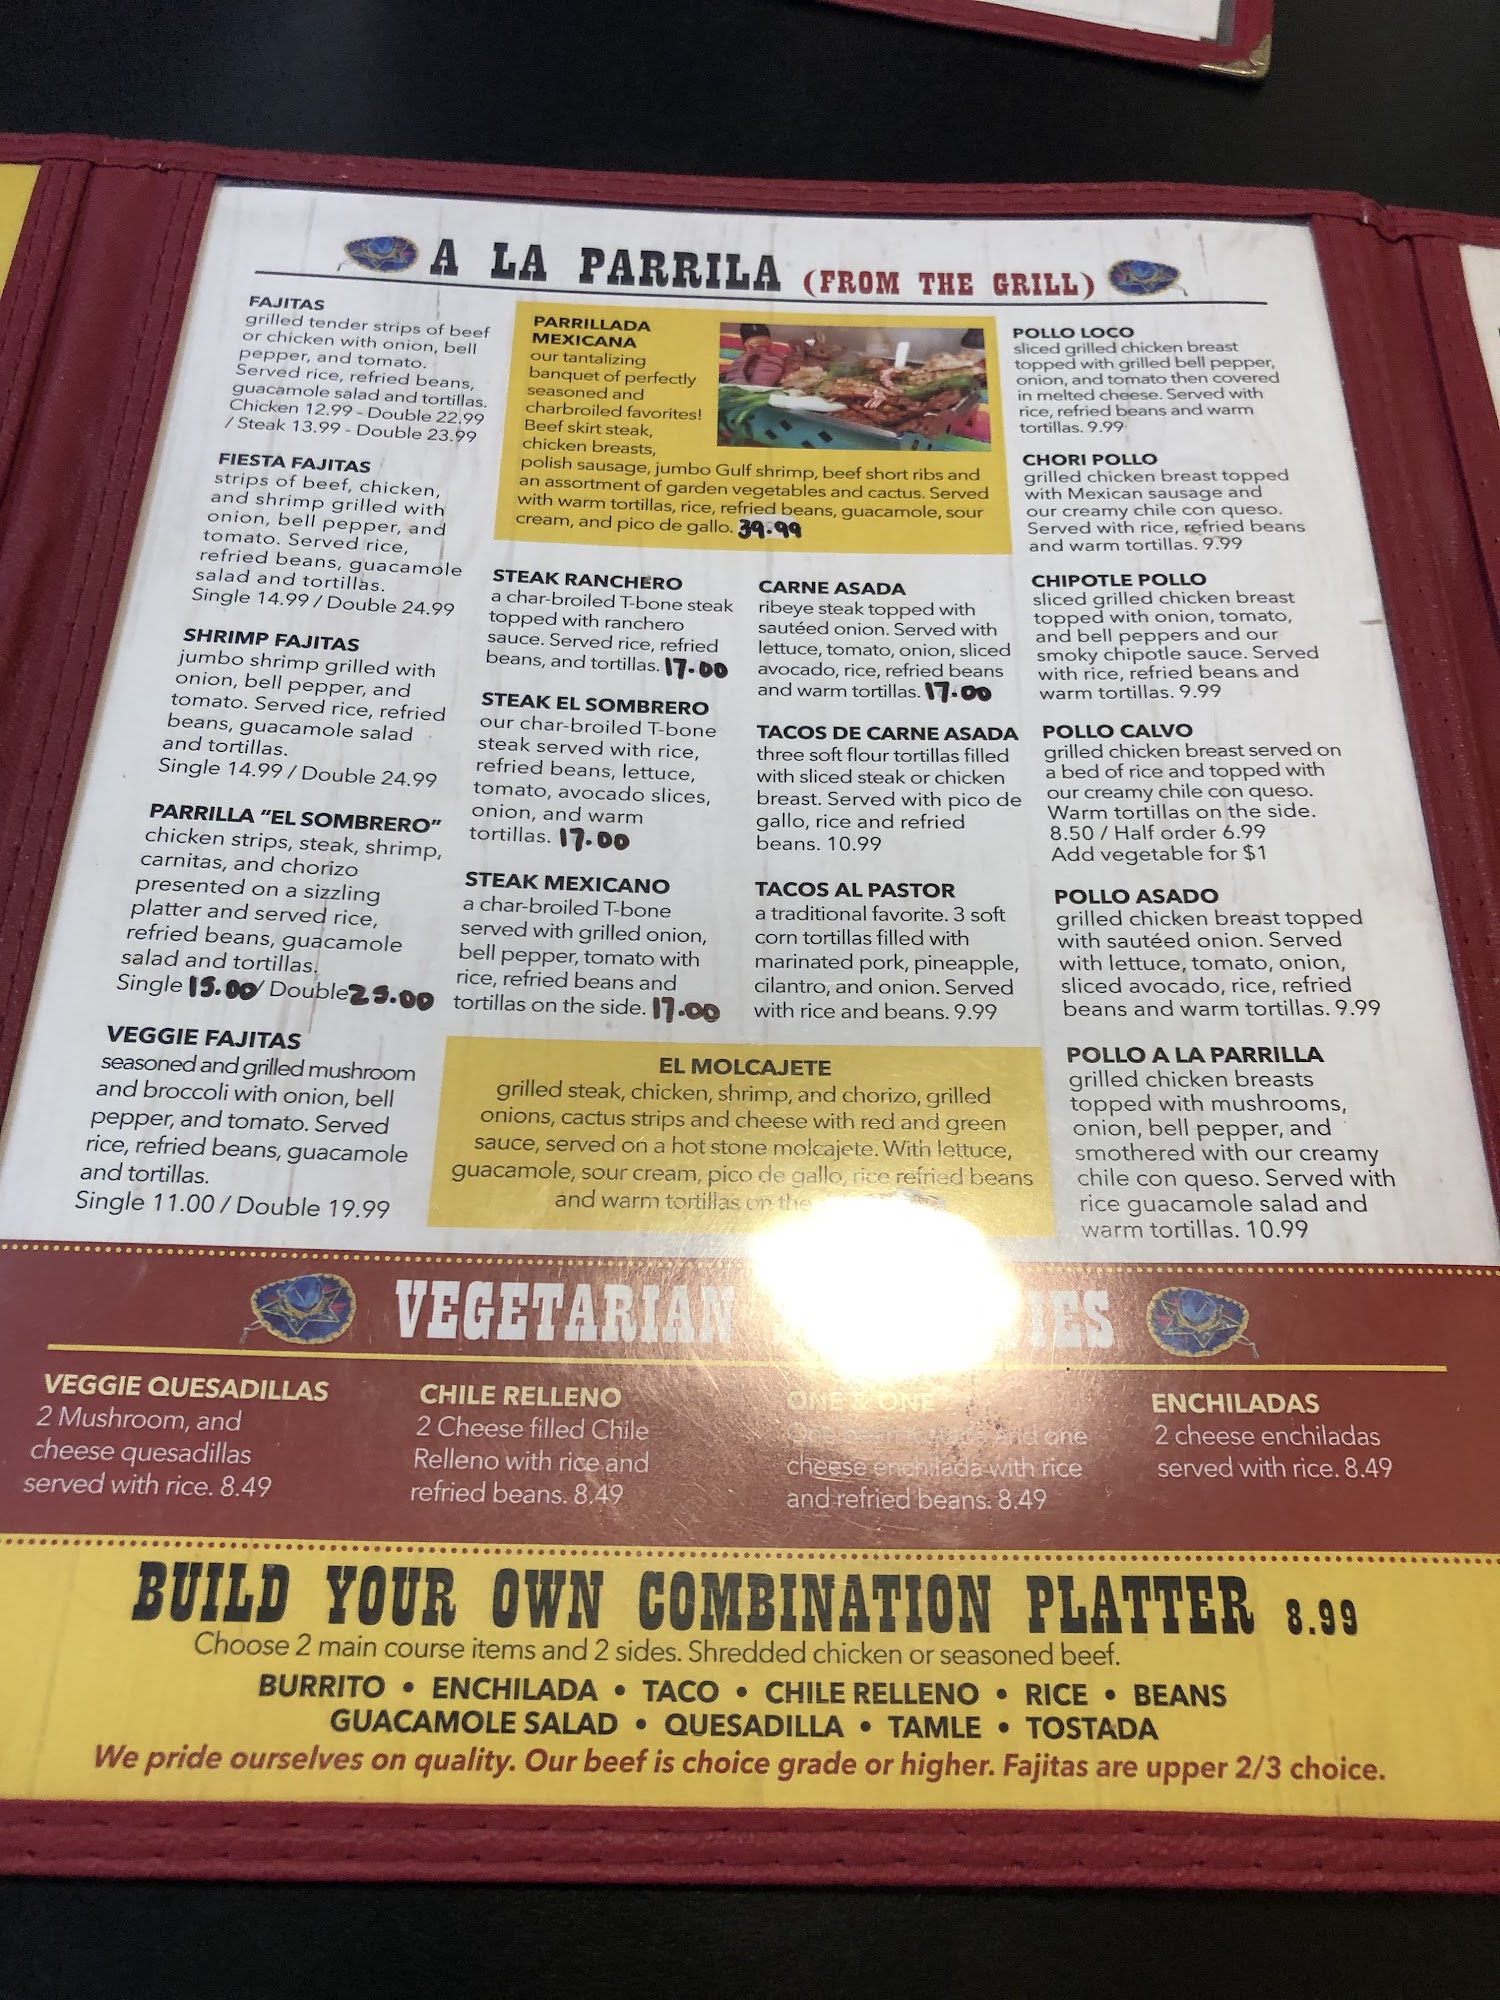 A LA PARRILA (FROM THE GRILL)
FAJITAS
grilled tender strips of beef
or chicken with onion, bell
pepper, and tomato.
Served rice, refried beans,
guacamole salad and tortillas.
Chicken 12.99 - Double 22.99
/ Steak 13.99 - Double 23.99
FIESTA FAJITAS
strips of beef, chicken,
and shrimp grilled with
onion, bell pepper, and
tomato. Served rice,
refried beans, guacamole
salad and tortillas.
Single 14.99 / Double 24.99
SHRIMP FAJITAS
jumbo shrimp grilled with
onion, bell pepper, and
tomato. Served rice, refried
beans, guacamole salad
and tortillas.
Single 14.99 / Double 24.99
PARRILLA "EL SOMBRERO"
chicken strips, steak, shrimp,
carnitas, and chorizo
presented on a sizzling
platter and served rice,
refried beans, guacamole
salad and tortillas.
Single 15.00/ Double 25.00
VEGGIE FAJITAS
seasoned and grilled mushroom
and broccoli with onion, bell
pepper, and tomato. Served
rice, refried beans, guacamole
and tortillas.
Single 11.00 / Double 19.99
PARRILLADA
MEXICANA
our tantalizing
banquet of perfectly
seasoned and
charbroiled favorites!
Beef skirt steak,
chicken breasts,
polish sausage, jumbo Gulf shrimp, beef short ribs and
an assortment of garden vegetables and cactus. Served
with warm tortillas, rice, refried beans, guacamole, sour
cream, and pico de gallo. 39.99
STEAK RANCHERO
a char-broiled T-bone steak
topped with ranchero
sauce. Served rice, refried
beans, and tortillas. 17.00
STEAK EL SOMBRERO
our char-broiled T-bone
steak served with rice,
refried beans, lettuce,
tomato, avocado slices,
onion, and warm
tortillas. 17.00
STEAK MEXICANO
a char-broiled T-bone
served with grilled onion,
bell pepper, tomato with
rice, refried beans and
tortillas on the side. 17.00
CARNE ASADA
ribeye steak topped with
sautéed onion. Served with
lettuce, tomato, onion, sliced
avocado, rice, refried beans
and warm tortillas. 17.00
TACOS DE CARNE ASADA
three soft flour tortillas filled
with sliced steak or chicken
breast. Served with pico de
gallo, rice and refried
beans. 10.99
TACOS AL PASTOR
a traditional favorite. 3 soft
corn tortillas filled with
marinated pork, pineapple,
cilantro, and onion. Served
with rice and beans. 9.99
EL MOLCAJETE
grilled steak, chicken, shrimp, and chorizo, grilled
onions, cactus strips and cheese with red and green
sauce, served on a hot stone molcajete. With lettuce,
guacamole, sour cream, pico de gallo, rice refried beans
and warm tortillas on the
POLLO LOCO
sliced grilled chicken breast
topped with grilled bell pepper,
onion, and tomato then covered
in melted cheese. Served with
rice, refried beans and warm
tortillas. 9.99
CHORI POLLO
grilled chicken breast topped
with Mexican sausage and
our creamy chile con queso.
Served with rice, refried beans
and warm tortillas. 9.99
CHIPOTLE POLLO
sliced grilled chicken breast
topped with onion, tomato,
and bell peppers and our
smoky chipotle sauce. Served
with rice, refried beans and
warm tortillas. 9.99
POLLO CALVO
grilled chicken breast served on
a bed of rice and topped with
our creamy chile con queso.
Warm tortillas on the side.
8.50 / Half order 6.99
Add vegetable for $1
POLLO ASADO
grilled chicken breast topped
with sautéed onion. Served
with lettuce, tomato, onion,
sliced avocado, rice, refried
beans and warm tortillas. 9.99
POLLO A LA PARRILLA
grilled chicken breasts
topped with mushrooms,
onion, bell pepper, and
smothered with our creamy
chile con queso. Served with
rice guacamole salad and
warm tortillas. 10.99
VEGETARIAN
VEGGIE QUESADILLAS
2 Mushroom, and
cheese quesadillas
served with rice. 8.49
CHILE RELLENO
2 Cheese filled Chile
Relleno with rice and
refried beans. 8.49
ONE & ONE
One and one
cheese enchilada with rice
and refried beans. 8.49
ENCHILADAS
2 cheese enchiladas
served with rice. 8.49
BUILD YOUR OWN COMBINATION PLATTER 8.99
Choose 2 main course items and 2 sides. Shredded chicken or seasoned beef.
BURRITO • ENCHILADA • TACO • CHILE RELLENO • RICE • BEANS
GUACAMOLE SALAD • QUESADILLA • TAMLE • TOSTADA
We pride ourselves on quality. Our beef is choice grade or higher. Fajitas are upper 2/3 choice.